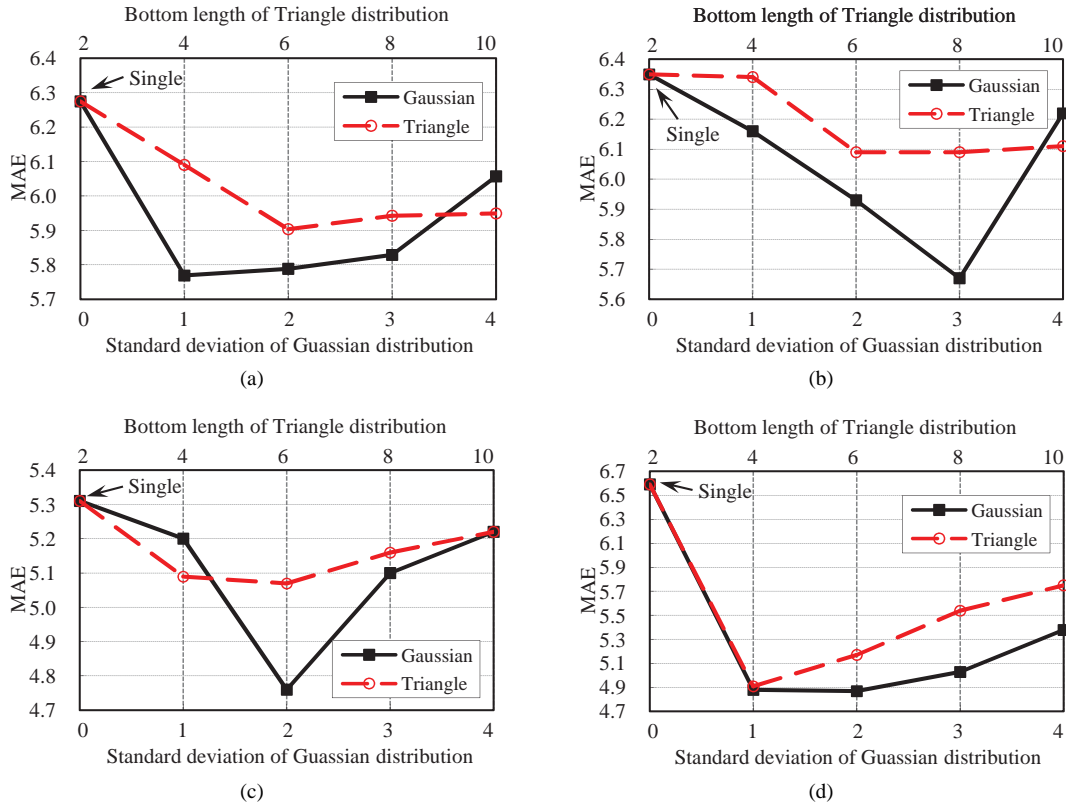 Bottom length of Triangle distribution
2 4 6 8 10
6.4
6.3
6.2
6.1
6.0
5.9
5.8
5.7
MAE
Single
Gaussian
Triangle
0 1 2 3 4
Standard deviation of Guassian distribution
(a)
Bottom length of Triangle distribution
2 4 6 8 10
6.4
6.3
6.2
6.1
6.0
5.9
5.8
5.7
5.6
MAE
Single
Gaussian
Triangle
0 1 2 3 4
Standard deviation of Guassian distribution
(b)
Bottom length of Triangle distribution
2 4 6 8 10
5.4
5.3
5.2
5.1
5.0
4.9
4.8
4.7
MAE
Single
Gaussian
Triangle
0 1 2 3 4
Standard deviation of Guassian distribution
(c)
Bottom length of Triangle distribution
2 4 6 8 10
6.7
6.5
6.3
6.1
5.9
5.7
5.5
5.3
5.1
4.9
4.7
MAE
Single
Gaussian
Triangle
0 1 2 3 4
Standard deviation of Guassian distribution
(d)